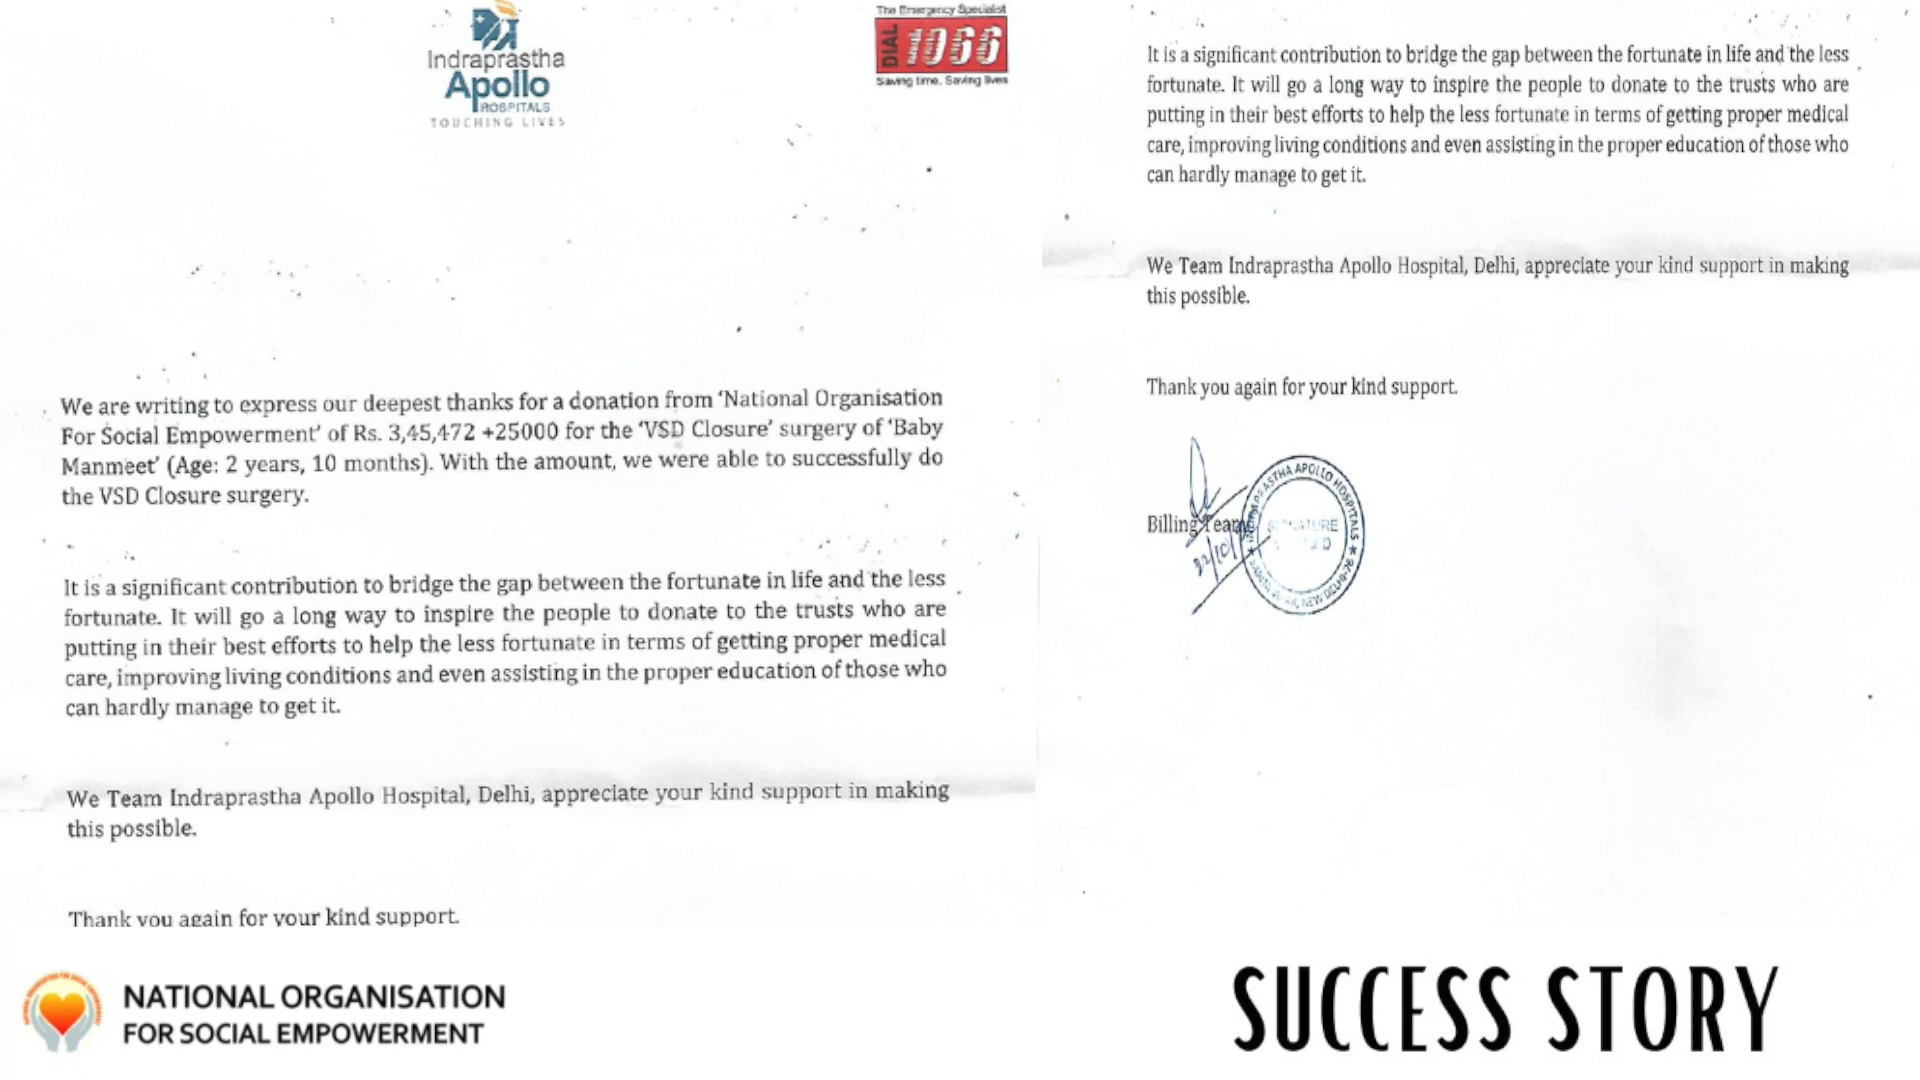 Indraprastha
Apollo
HOSPITALS
TOUCHING LIVES
The Emergency Specialist
DIAL 1066
Saving time. Saving lives
We are writing to express our deepest thanks for a donation from ‘National Organisation
For Social Empowerment’ of Rs. 3,45,472 +25000 for the ‘VSD Closure’ surgery of ‘Baby
Manmeet’ (Age: 2 years, 10 months). With the amount, we were able to successfully do
the VSD Closure surgery.
It is a significant contribution to bridge the gap between the fortunate in life and the less
fortunate. It will go a long way to inspire the people to donate to the trusts who are
putting in their best efforts to help the less fortunate in terms of getting proper medical
care, improving living conditions and even assisting in the proper education of those who
can hardly manage to get it.
We Team Indraprastha Apollo Hospital, Delhi, appreciate your kind support in making
this possible.
Thank you again for your kind support.
It is a significant contribution to bridge the gap between the fortunate in life and the less
fortunate. It will go a long way to inspire the people to donate to the trusts who are
putting in their best efforts to help the less fortunate in terms of getting proper medical
care, improving living conditions and even assisting in the proper education of those who
can hardly manage to get it.
We Team Indraprastha Apollo Hospital, Delhi, appreciate your kind support in making
this possible.
Thank you again for your kind support.
Billing Team
INDRAPRASTHA APOLLO HOSPITALS
NEW DELHI-76
SIGNATURE
NATIONAL ORGANISATION
FOR SOCIAL EMPOWERMENT
SUCCESS STORY